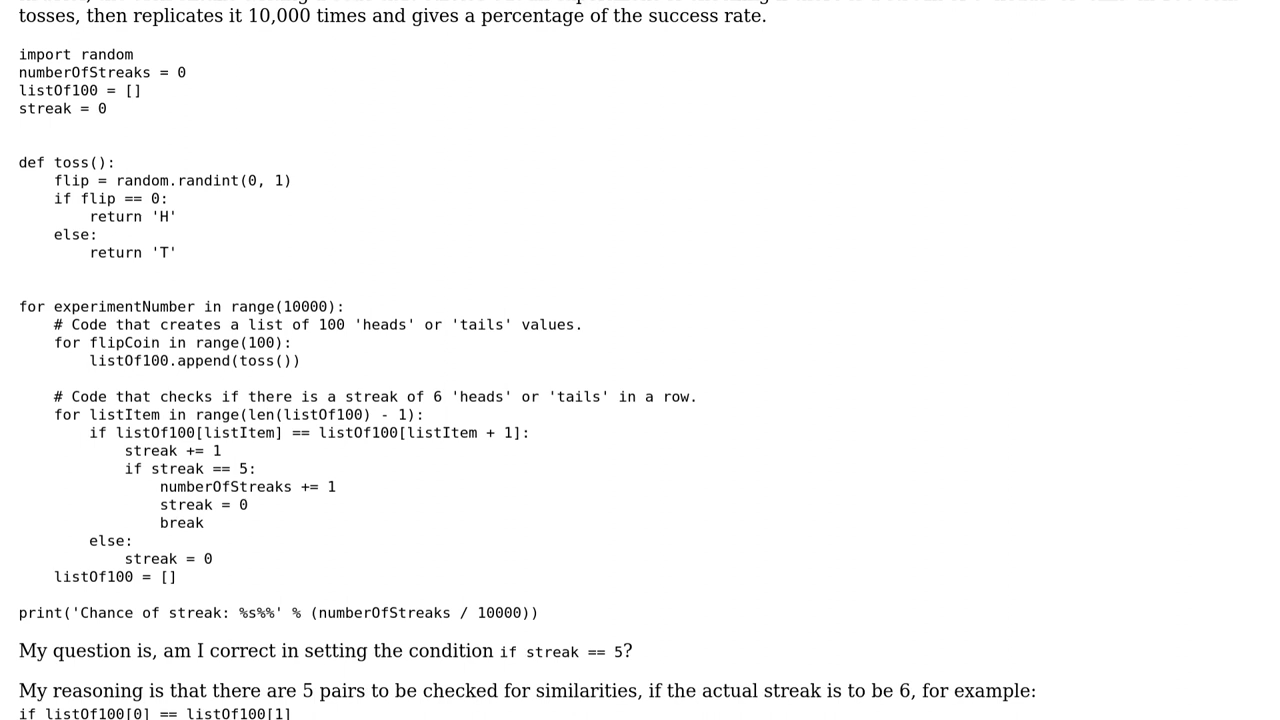 tosses, then replicates it 10,000 times and gives a percentage of the success rate.
import random
numberOfStreaks = 0
listOf100 = []
streak = 0
def toss():
    flip = random.randint(0, 1)
    if flip == 0:
        return 'H'
    else:
        return 'T'
for experimentNumber in range(10000):
    # Code that creates a list of 100 'heads' or 'tails' values.
    for flipCoin in range(100):
        listOf100.append(toss())
    # Code that checks if there is a streak of 6 'heads' or 'tails' in a row.
    for listItem in range(len(listOf100) - 1):
        if listOf100[listItem] == listOf100[listItem + 1]:
            streak += 1
            if streak == 5:
                numberOfStreaks += 1
                streak = 0
                break
        else:
            streak = 0
    listOf100 = []
print('Chance of streak: %s%%' % (numberOfStreaks / 10000))
My question is, am I correct in setting the condition if streak == 5?
My reasoning is that there are 5 pairs to be checked for similarities, if the actual streak is to be 6, for example:
if listOf100[0] == listOf100[1]